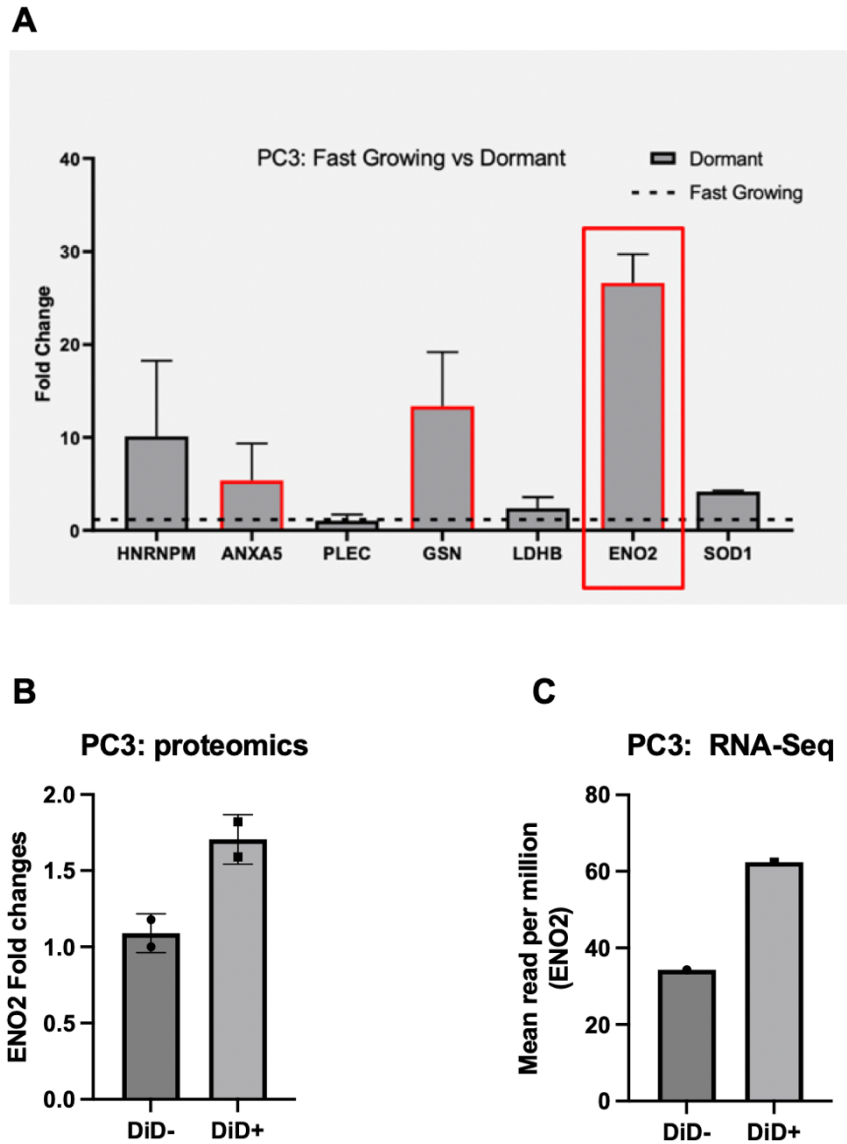 A
PC3: Fast Growing vs Dormant
Dormant
Fast Growing
Fold Change
40
30
20
10
0
HNRNPM ANXA5 PLEC GSN LDHB ENO2 SOD1
B
PC3: proteomics
ENO2 Fold changes
2.0
1.5
1.0
0.5
0.0
DiD- DiD+
C
PC3: RNA-Seq
Mean read per million
(ENO2)
80
60
40
20
0
DiD- DiD+